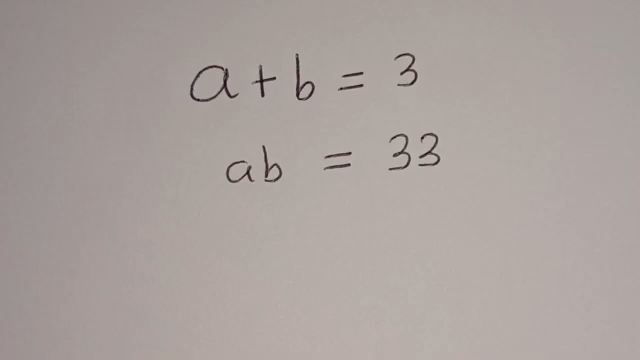 a + b = 3
ab = 33